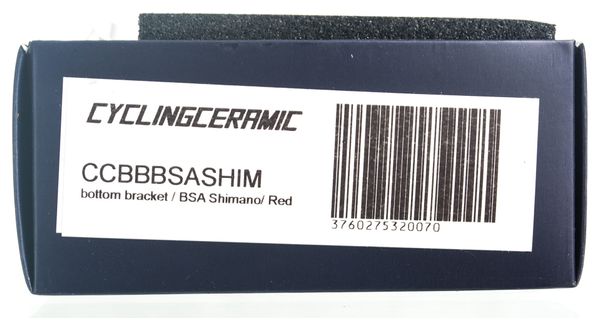 CYCLINGCERAMIC
CCBBBSASHIM
bottom bracket / BSA Shimano/ Red
3760275320070